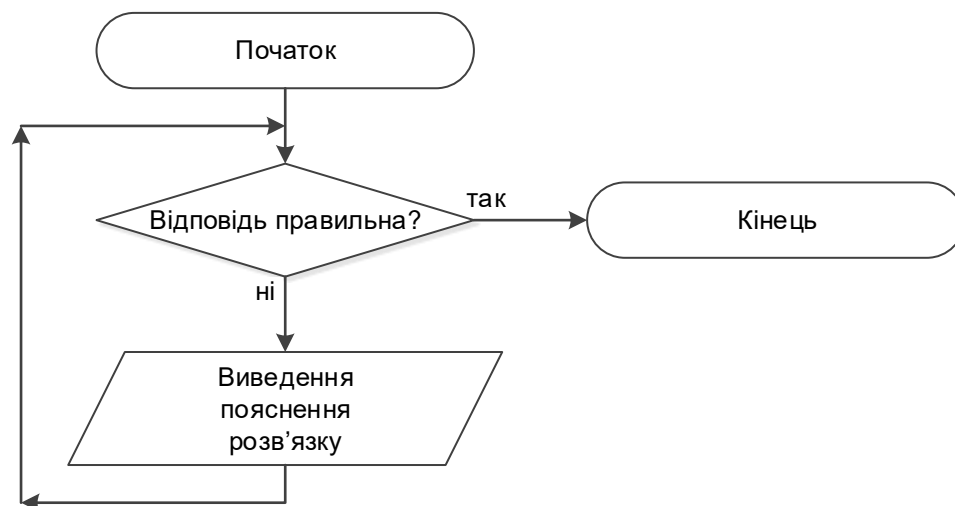 Початок
Відповідь правильна?
так
Кінець
ні
Виведення
пояснення
розв’язку